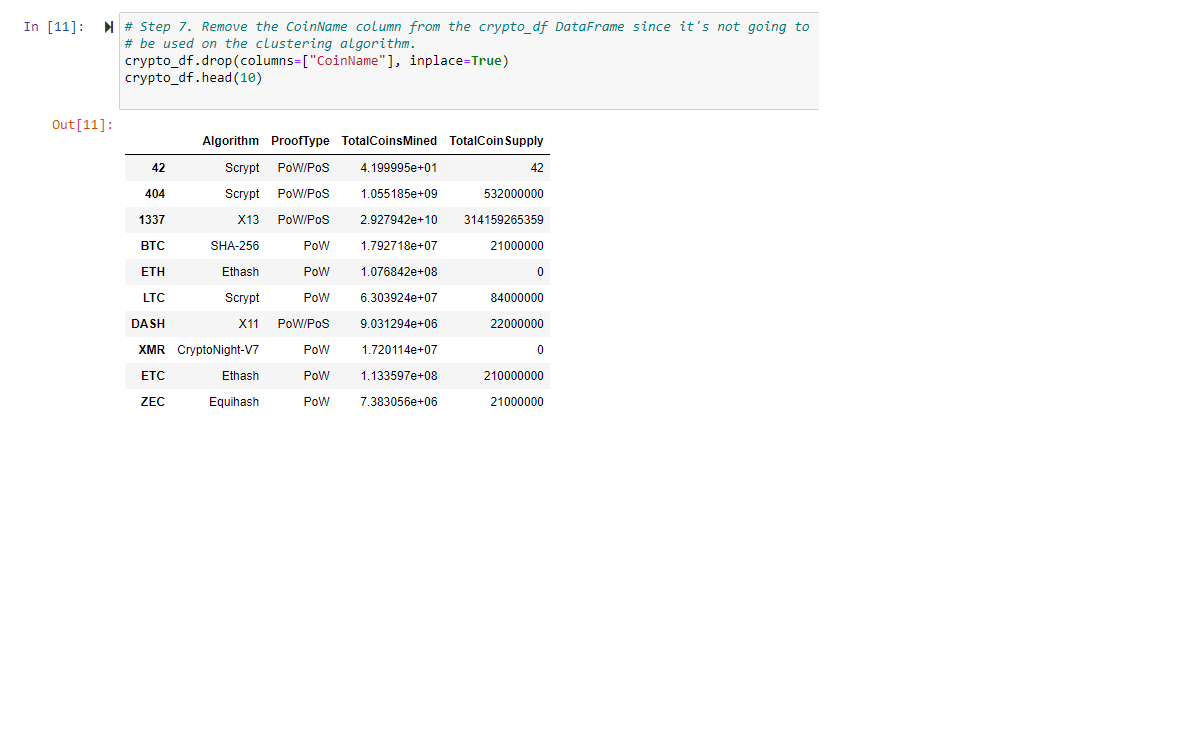 In [11]: # Step 7. Remove the CoinName column from the crypto_df DataFrame since it's not going to
# be used on the clustering algorithm.
crypto_df.drop(columns=["CoinName"], inplace=True)
crypto_df.head(10)
Out[11]:
Algorithm ProofType TotalCoinsMined TotalCoinSupply
42 Scrypt PoW/PoS 4.199995e+01 42
404 Scrypt PoW/PoS 1.055185e+09 532000000
1337 X13 PoW/PoS 2.927942e+10 314159265359
BTC SHA-256 PoW 1.792718e+07 21000000
ETH Ethash PoW 1.076842e+08 0
LTC Scrypt PoW 6.303924e+07 84000000
DASH X11 PoW/PoS 9.031294e+06 22000000
XMR CryptoNight-V7 PoW 1.720114e+07 0
ETC Ethash PoW 1.133597e+08 210000000
ZEC Equihash PoW 7.383056e+06 21000000